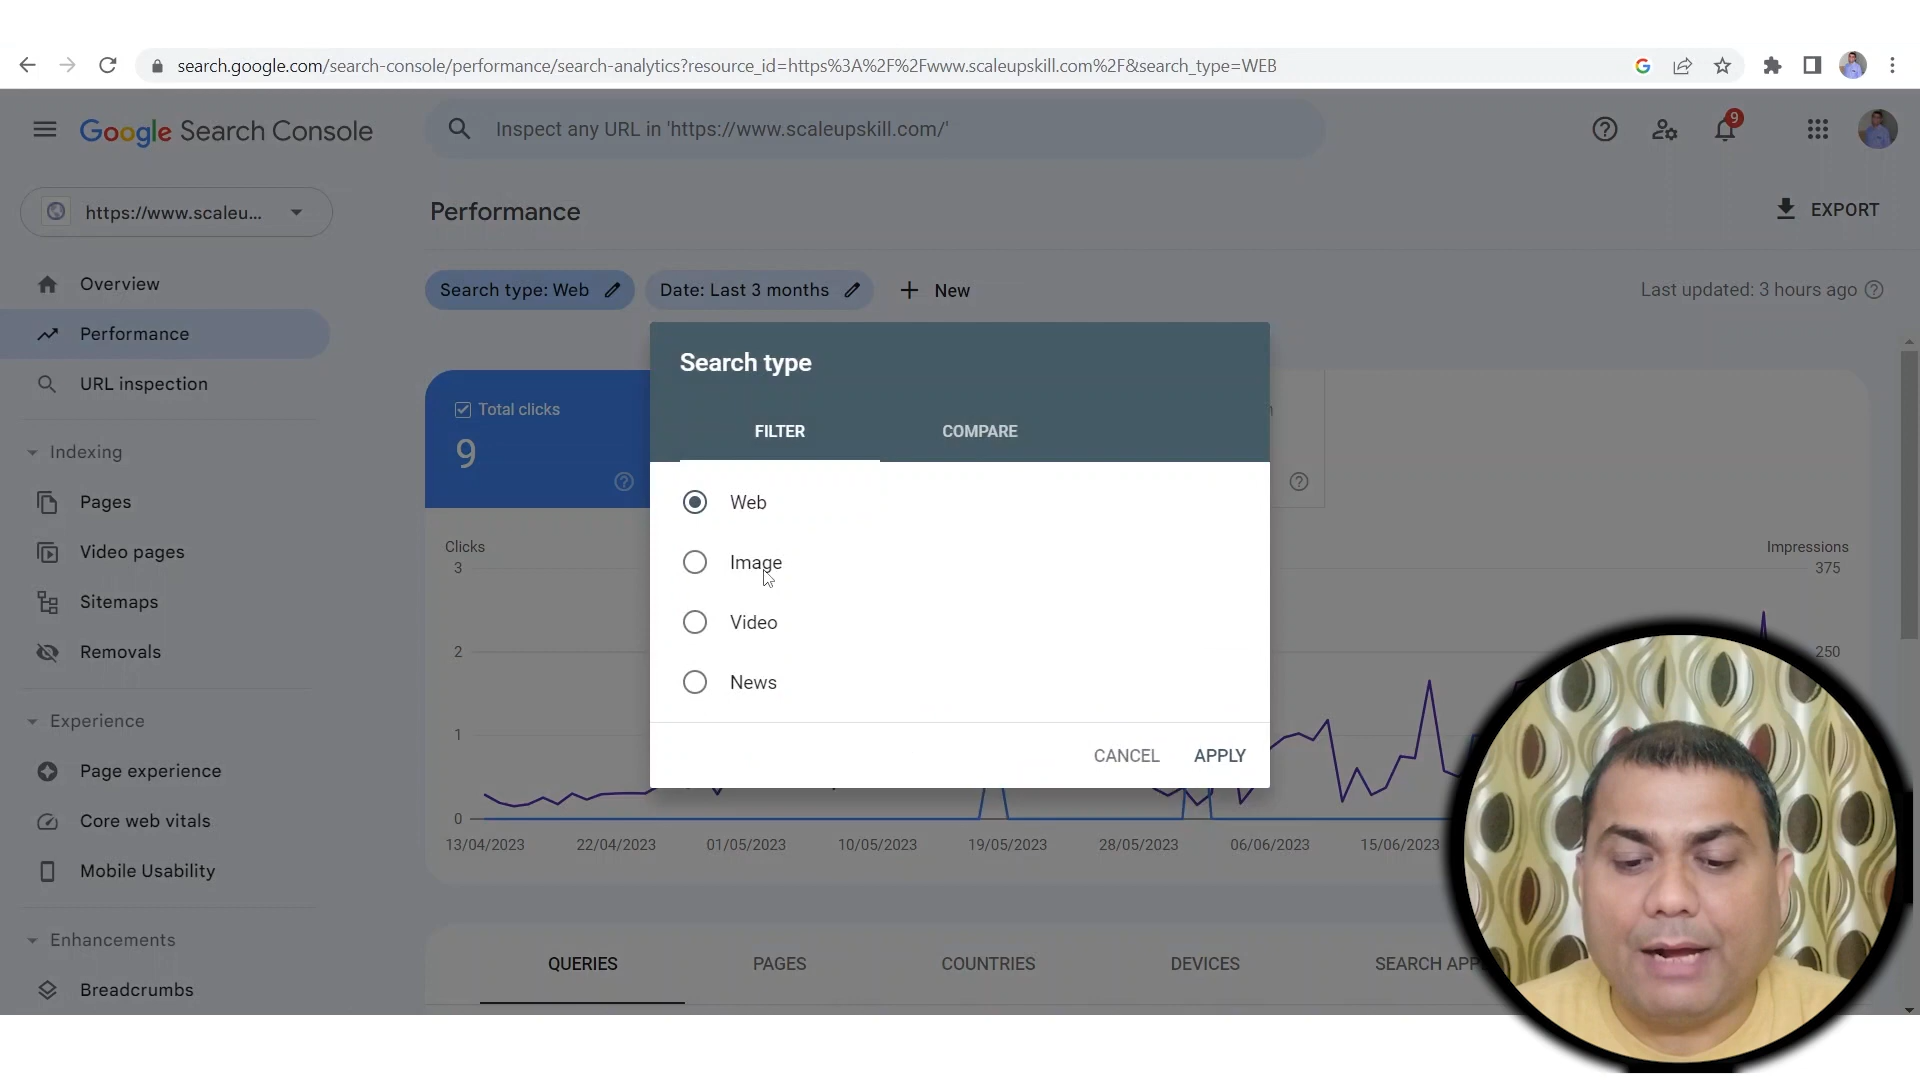 search.google.com/search-console/performance/search-analytics?resource_id=https%3A%2F%2Fwww.scaleupskill.com%2F&search_type=WEB
Google Search Console
Inspect any URL in 'https://www.scaleupskill.com/'
9
https://www.scaleu...
Performance
EXPORT
Overview
Search type: Web
Date: Last 3 months
New
Last updated: 3 hours ago
Performance
URL inspection
Search type
FILTER
COMPARE
Total clicks
9
Indexing
Pages
Video pages
Sitemaps
Removals
Web
Image
Video
News
CANCEL
APPLY
Clicks
Impressions
3
375
2
250
1
0
13/04/2023
22/04/2023
01/05/2023
10/05/2023
19/05/2023
28/05/2023
06/06/2023
15/06/2023
Experience
Page experience
Core web vitals
Mobile Usability
Enhancements
Breadcrumbs
QUERIES
PAGES
COUNTRIES
DEVICES
SEARCH APP